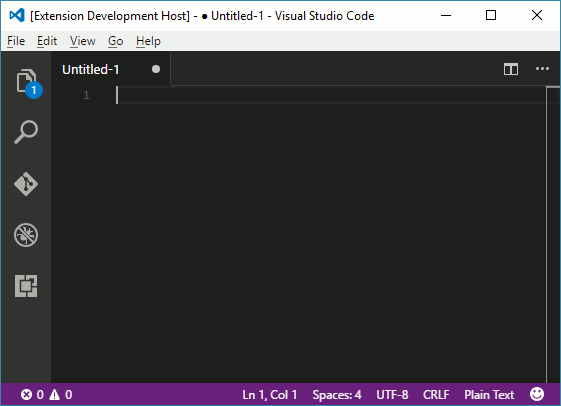 [Extension Development Host] - ● Untitled-1 - Visual Studio Code
File Edit View Go Help
Untitled-1
1
1
0 0 Ln 1, Col 1 Spaces: 4 UTF-8 CRLF Plain Text